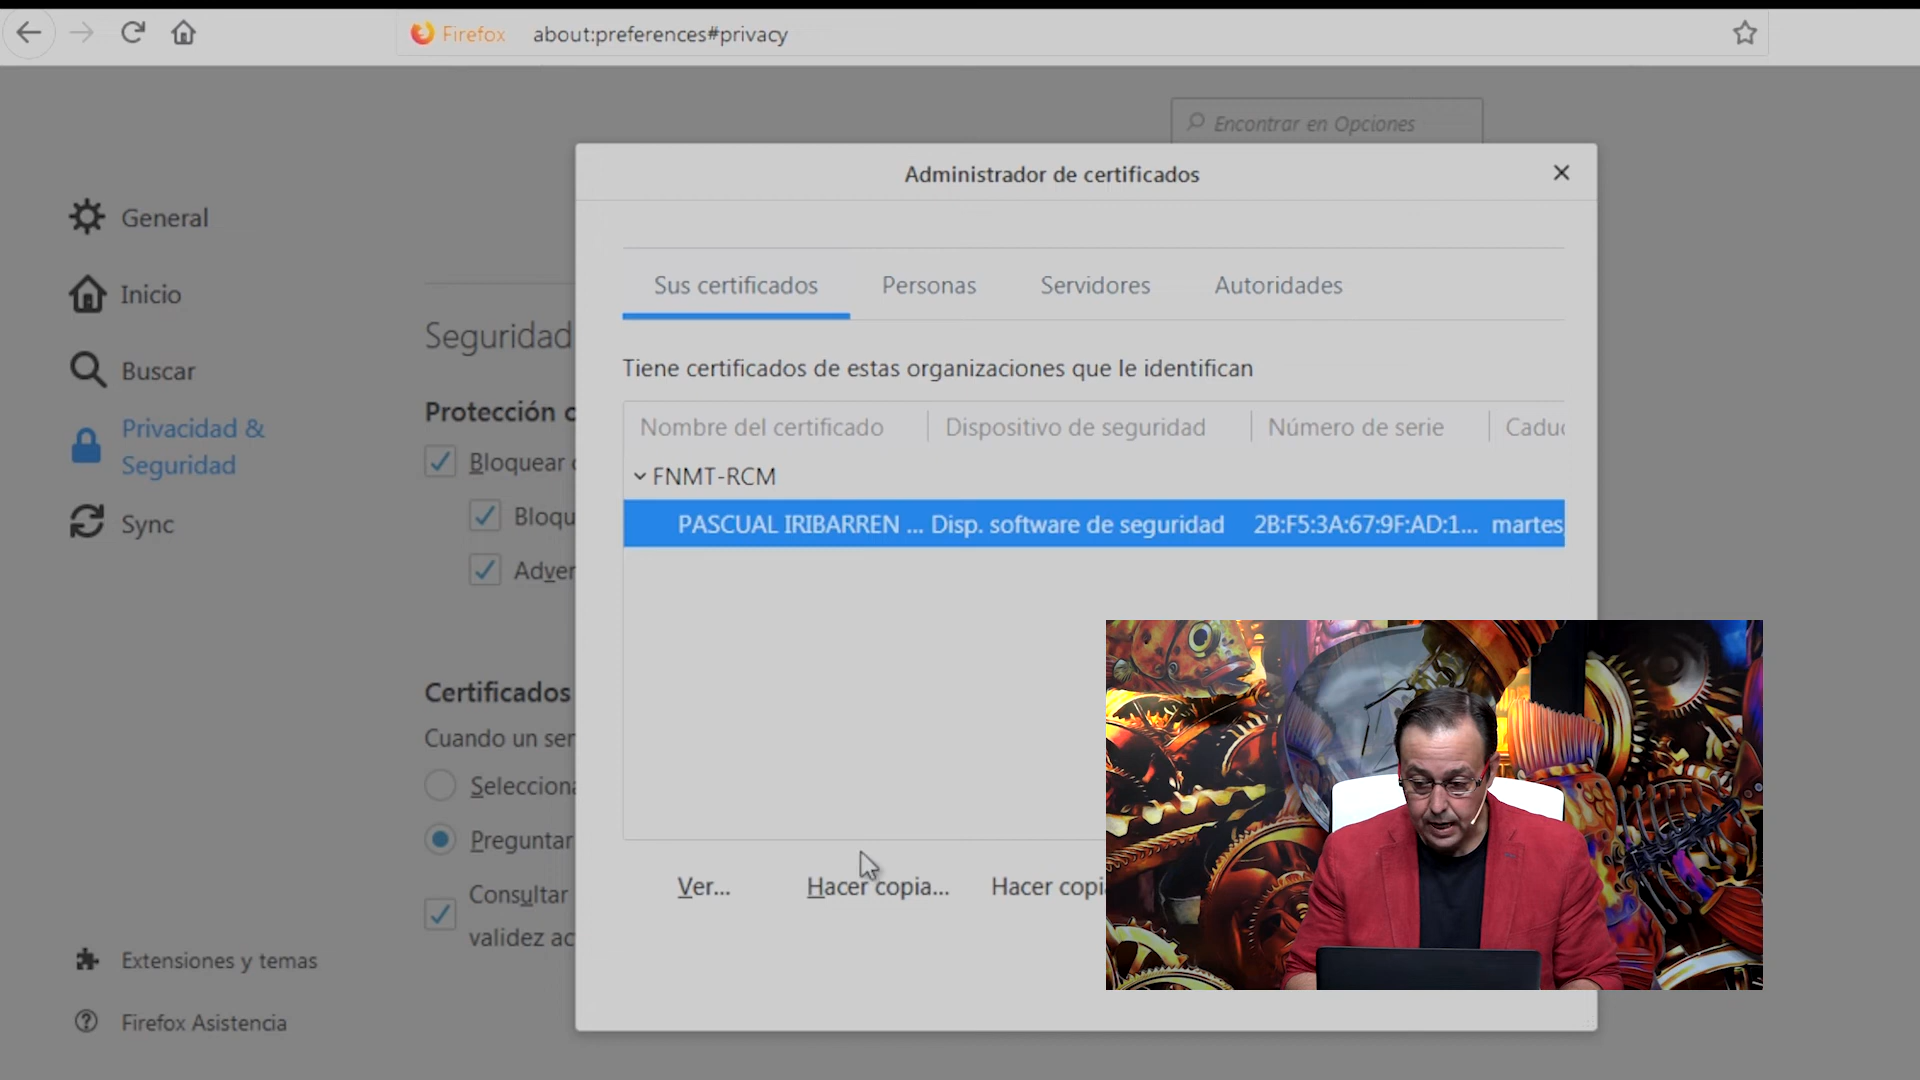 Firefox about:preferences#privacy
Encontrar en Opciones
Administrador de certificados
General
Inicio
Buscar
Privacidad &
Seguridad
Sync
Extensiones y temas
Firefox Asistencia
Seguridad
Protección
Bloquear
Bloqu
Adver
Certificados
Cuando un ser
Selecciona
Preguntar
Consultar
validez ac
Sus certificados Personas Servidores Autoridades
Tiene certificados de estas organizaciones que le identifican
Nombre del certificado Dispositivo de seguridad Número de serie Caduc
FNMT-RCM
PASCUAL IRIBARREN ... Disp. software de seguridad 2B:F5:3A:67:9F:AD:1... martes
Ver... Hacer copia... Hacer copi